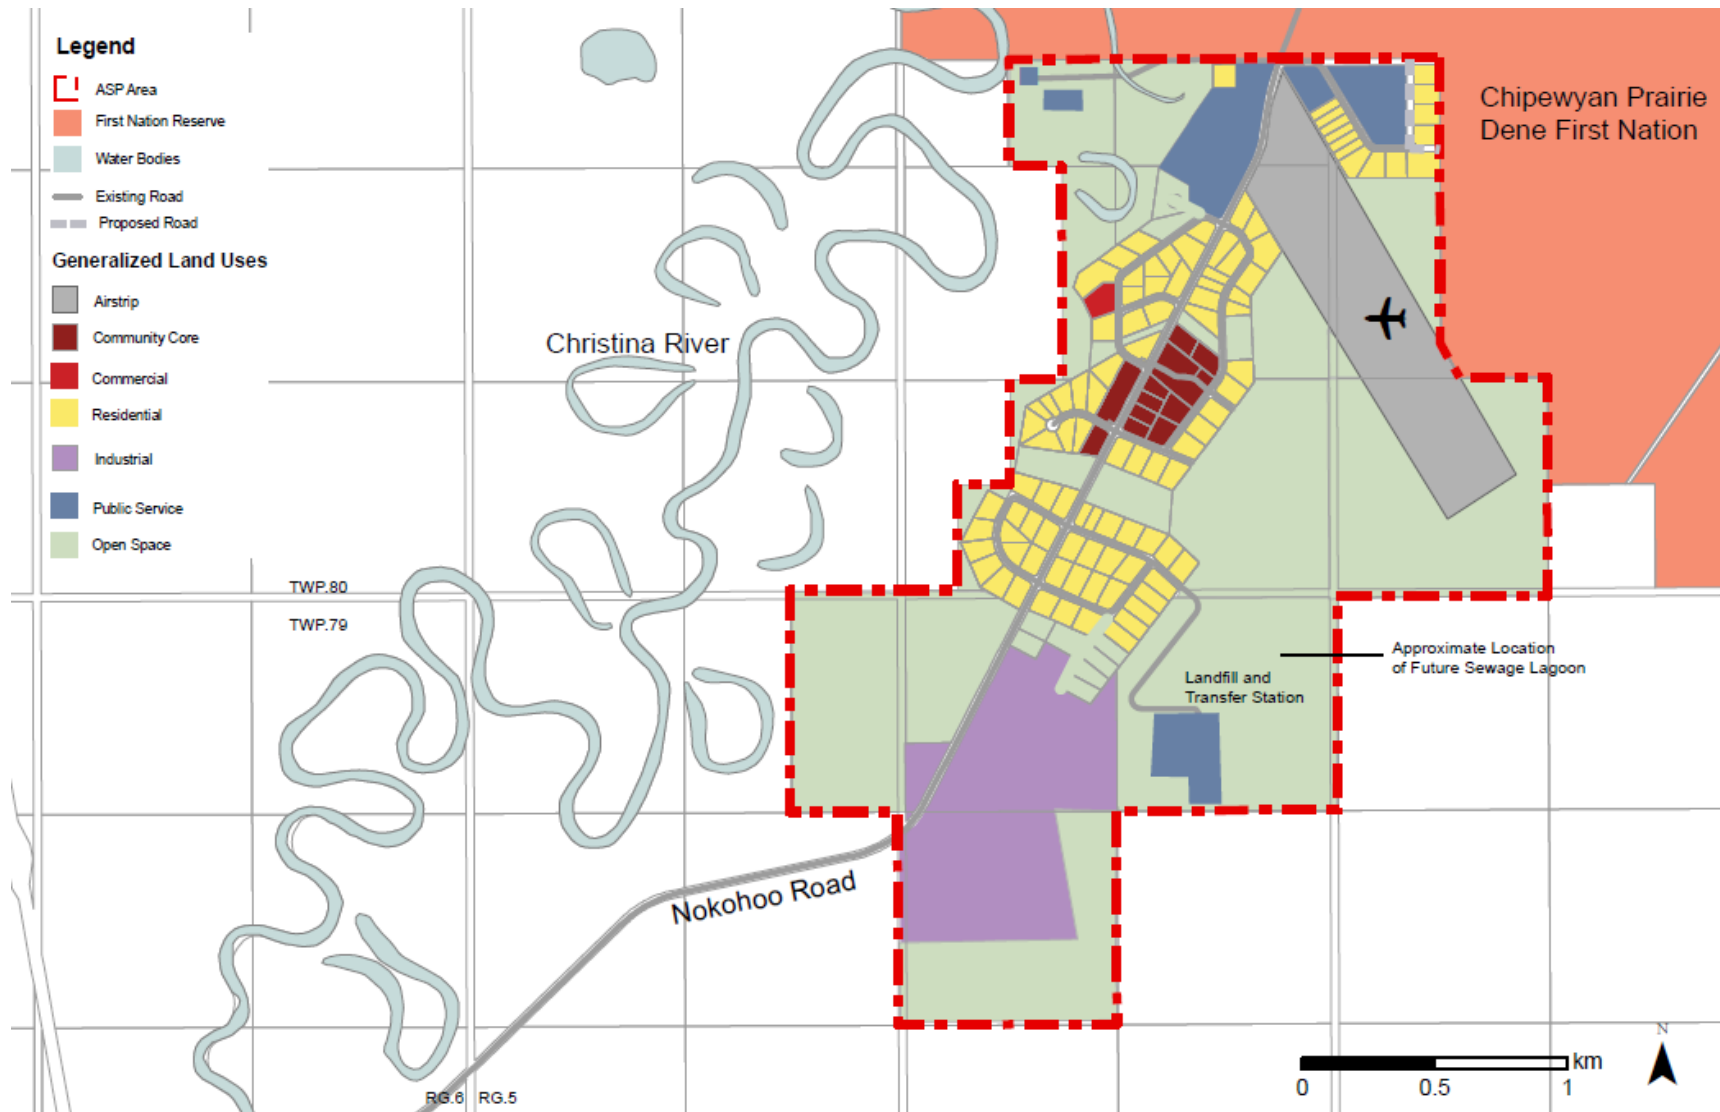 Legend
ASP Area
First Nation Reserve
Water Bodies
Existing Road
Proposed Road
Generalized Land Uses
Airstrip
Community Core
Commercial
Residential
Industrial
Public Service
Open Space
Chipewyan Prairie
Dene First Nation
Christina River
TWP.80
TWP.79
Approximate Location
of Future Sewage Lagoon
Landfill and
Transfer Station
Nokohoo Road
RG.6 RG.5
N
km
0 0.5 1